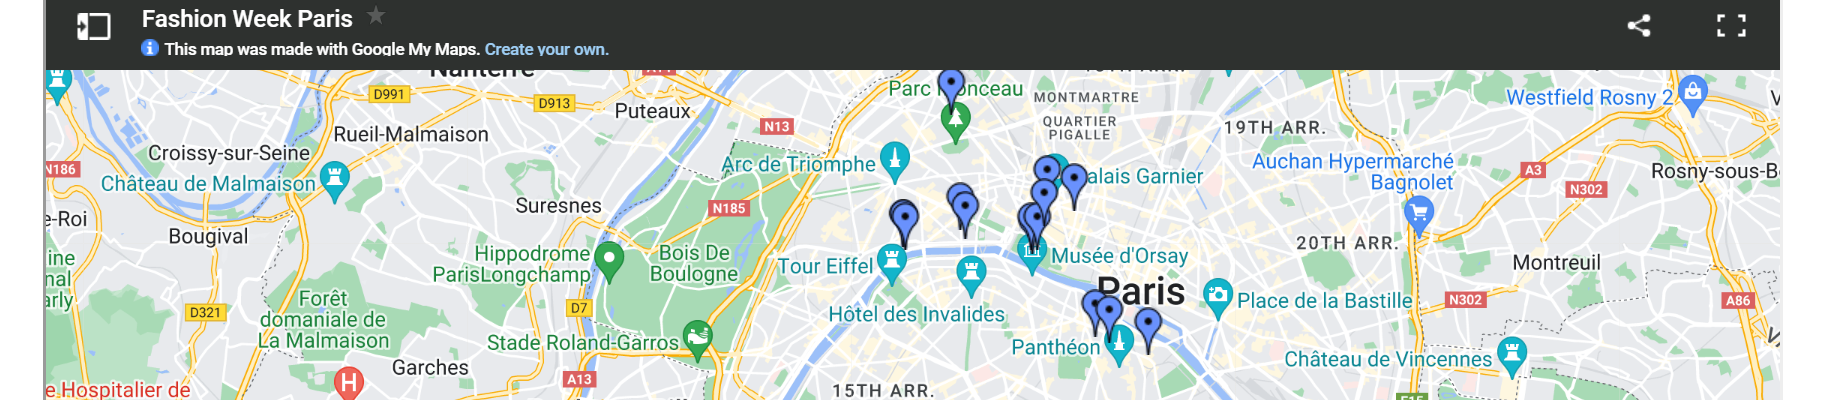 Fashion Week Paris
This map was made with Google My Maps. Create your own.
Nanterre
D991
D913
Puteaux
Parc Monceau
MONTMARTRE
Westfield Rosny 2
N13
QUARTIER
PIGALLE
19TH ARR.
Rueil-Malmaison
Croissy-sur-Seine
Arc de Triomphe
Auchan Hypermarché
Bagnolet
A3
N186
Château de Malmaison
alais Garnier
Rosny-sous-B
N302
Suresnes
N185
e-Roi
Bougival
20TH ARR.
Hippodrome
ParisLongchamp
Bois De
Boulogne
Tour Eiffel
Musée d'Orsay
Montreuil
ine
nal
arly
Forêt
domaniale de
La Malmaison
D321
D7
Paris
Place de la Bastille
N302
A86
Hôtel des Invalides
Stade Roland-Garros
Panthéon
Château de Vincennes
Garches
A13
e Hospitalier de
H
15TH ARR.